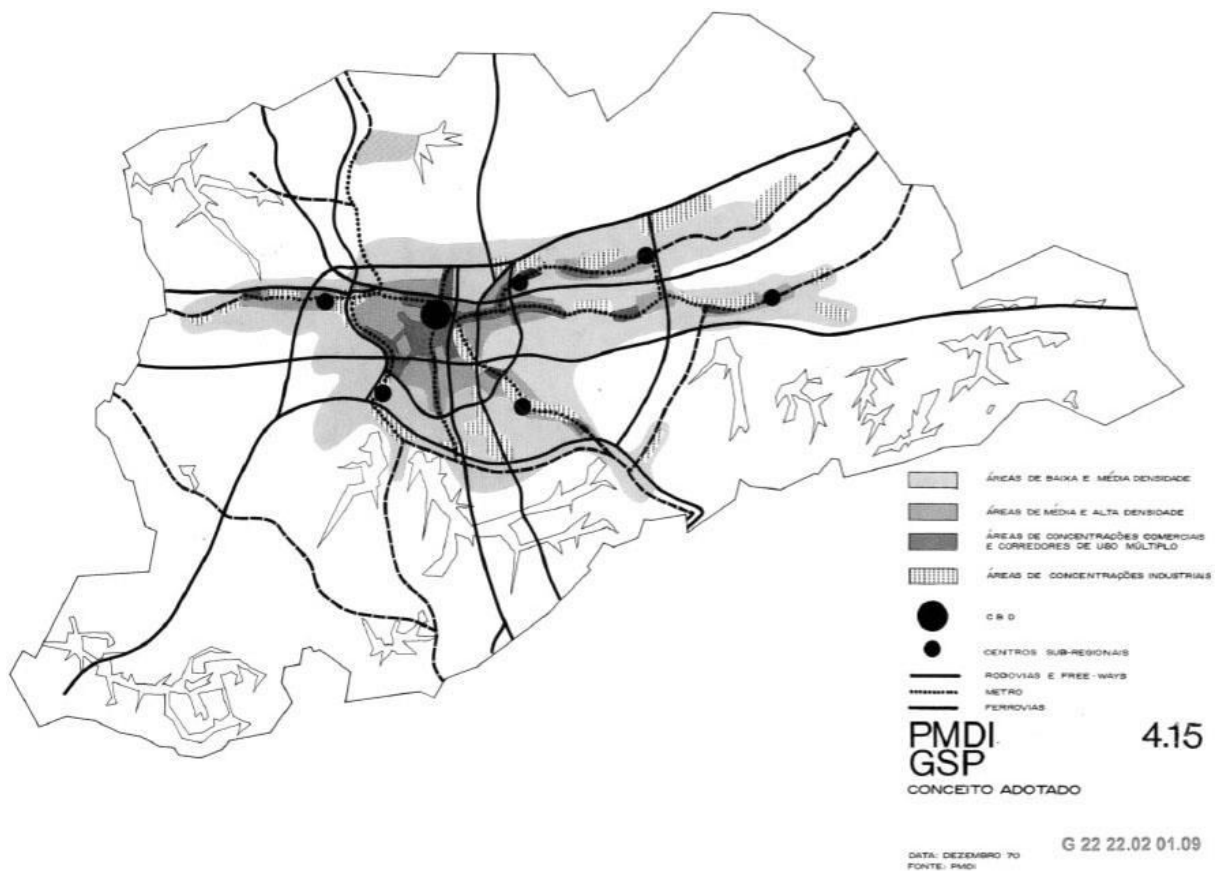 ÁREAS DE BAIXA E MÉDIA DENSIDADE
ÁREAS DE MÉDIA E ALTA DENSIDADE
ÁREAS DE CONCENTRAÇÕES COMERCIAIS
E CORREDORES DE USO MÚLTIPLO
ÁREAS DE CONCENTRAÇÕES INDUSTRIAIS
CBD
CENTROS SUB-REGIONAIS
RODOVIAS E FREE-WAYS
METRO
FERROVIAS
PMDI 4.15
GSP
CONCEITO ADOTADO
G 22 22.02 01.09
DATA: DEZEMBRO 70
FONTE: PMDI